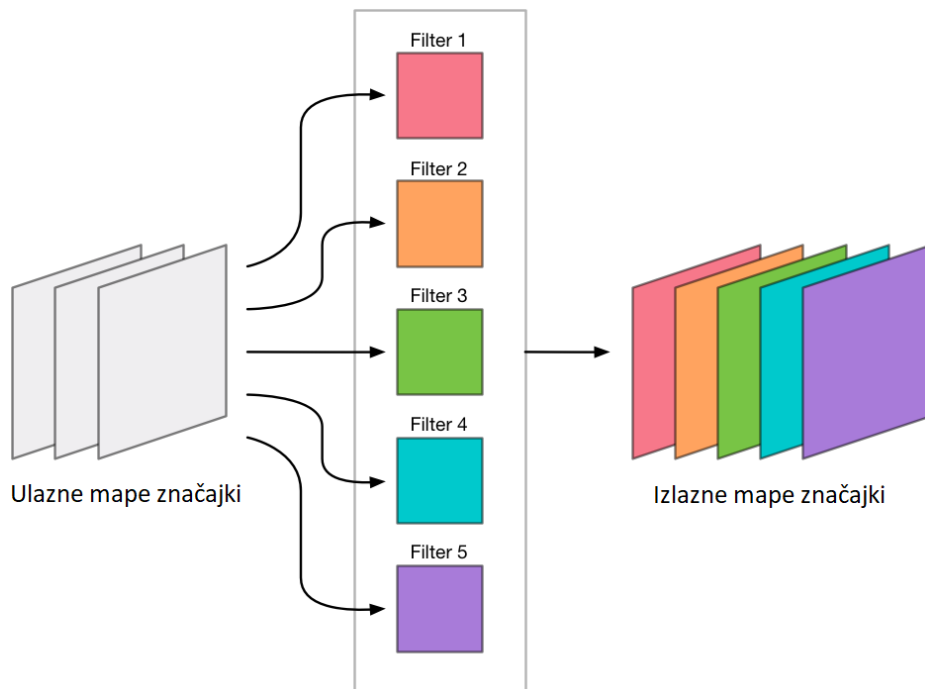 Filter 1
Filter 2
Filter 3
Filter 4
Filter 5
Ulazne mape značajki
Izlazne mape značajki